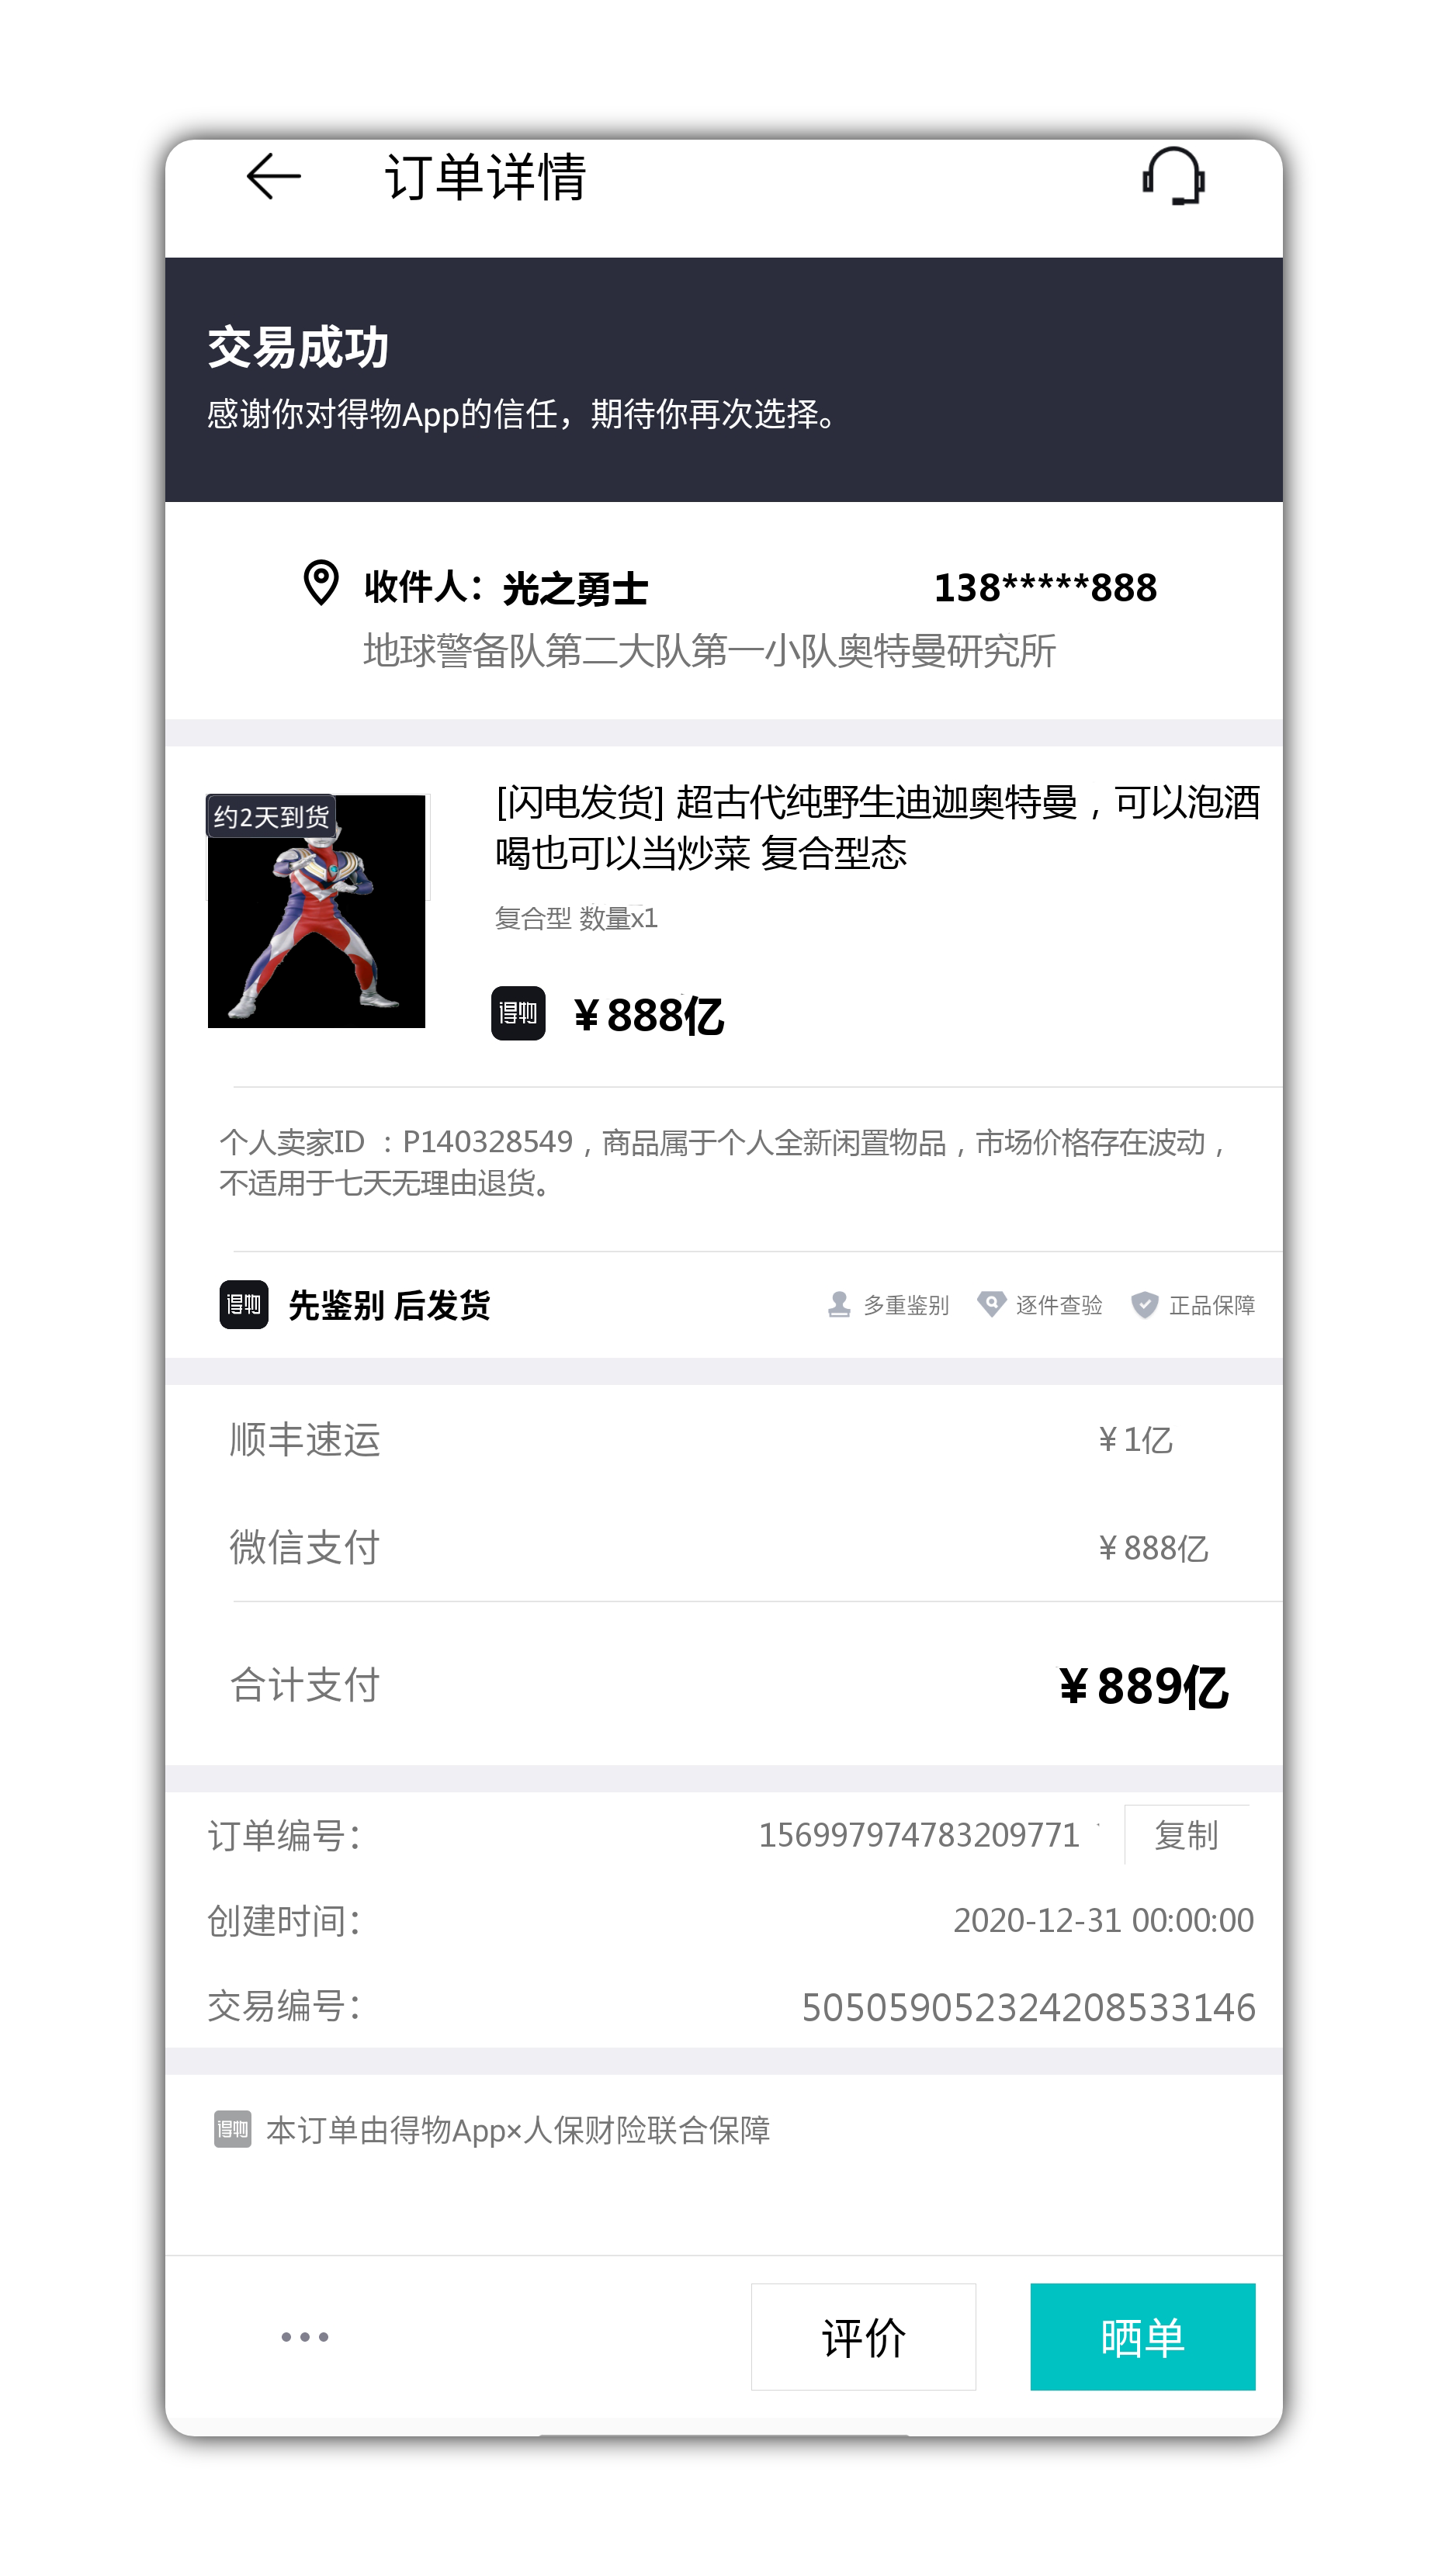 订单详情
交易成功
感谢你对得物App的信任，期待你再次选择。
收件人：光之勇士 138*****888
地球警备队第二大队第一小队奥特曼研究所
约2天到货
[闪电发货] 超古代纯野生迪迦奥特曼，可以泡酒
喝也可以当炒菜 复合型态
复合型 数量x1
得物 ¥888亿
个人卖家ID ：P140328549，商品属于个人全新闲置物品，市场价格存在波动，
不适用于七天无理由退货。
得物 先鉴别 后发货 多重鉴别 逐件查验 正品保障
顺丰速运 ¥1亿
微信支付 ¥888亿
合计支付 ¥889亿
订单编号： 156997974783209771 复制
创建时间： 2020-12-31 00:00:00
交易编号： 505059052324208533146
得物 本订单由得物App×人保财险联合保障
评价 晒单